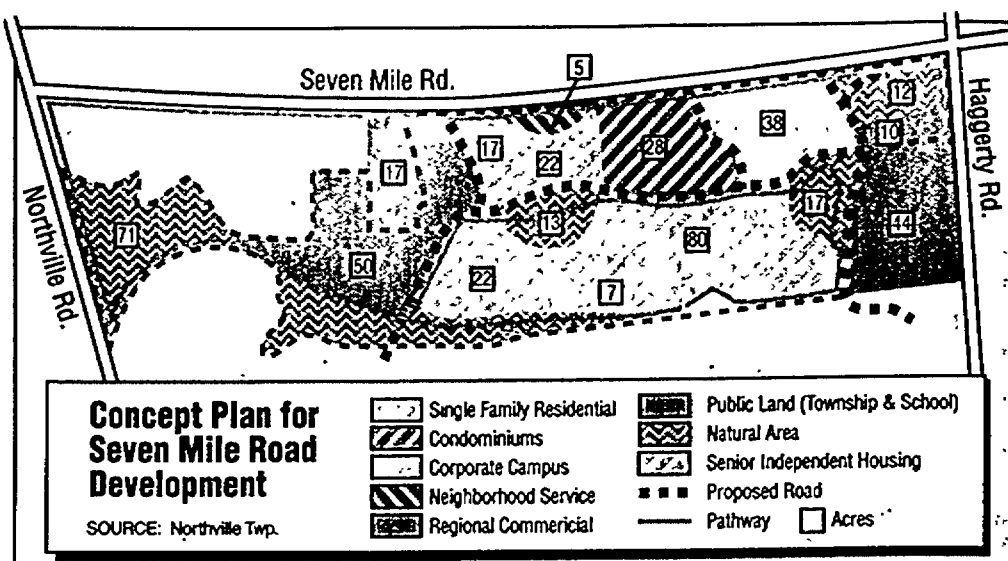 Seven Mile Rd.
5
Haggerty Rd.
Northville Rd.
12
38
10
17
22
28
17
17
71
13
44
80
50
22
7
Concept Plan for
Seven Mile Road
Development
SOURCE: Northville Twp.
Single Family Residential
Condominiums
Corporate Campus
Neighborhood Service
Regional Commericial
Public Land (Township & School)
Natural Area
Senior Independent Housing
Proposed Road
Pathway
Acres